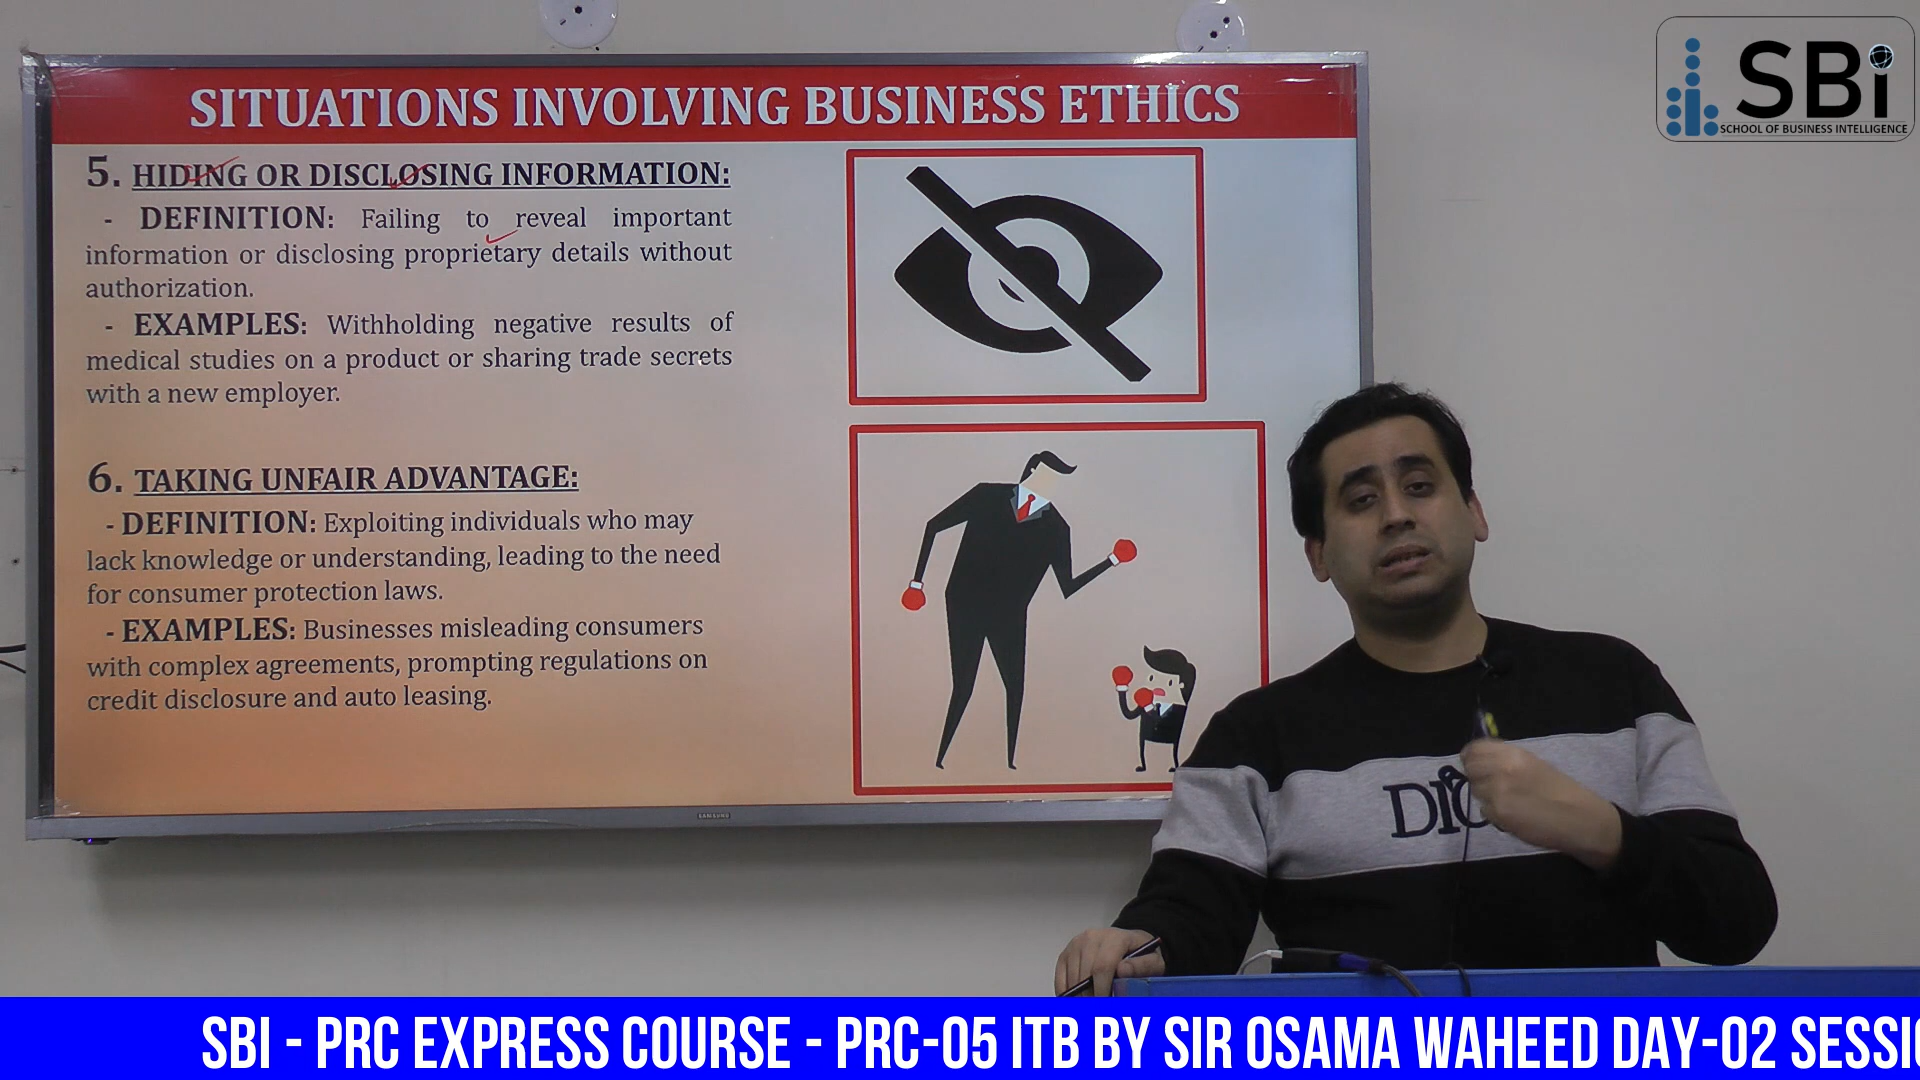 SBi
SCHOOL OF BUSINESS INTELLIGENCE
SITUATIONS INVOLVING BUSINESS ETHICS
5. HIDING OR DISCLOSING INFORMATION:
- DEFINITION: Failing to reveal important
information or disclosing proprietary details without
authorization.
- EXAMPLES: Withholding negative results of
medical studies on a product or sharing trade secrets
with a new employer.
6. TAKING UNFAIR ADVANTAGE:
- DEFINITION: Exploiting individuals who may
lack knowledge or understanding, leading to the need
for consumer protection laws.
- EXAMPLES: Businesses misleading consumers
with complex agreements, prompting regulations on
credit disclosure and auto leasing.
SAMSUNG
SBI - PRC EXPRESS COURSE - PRC-05 ITB BY SIR OSAMA WAHEED DAY-02